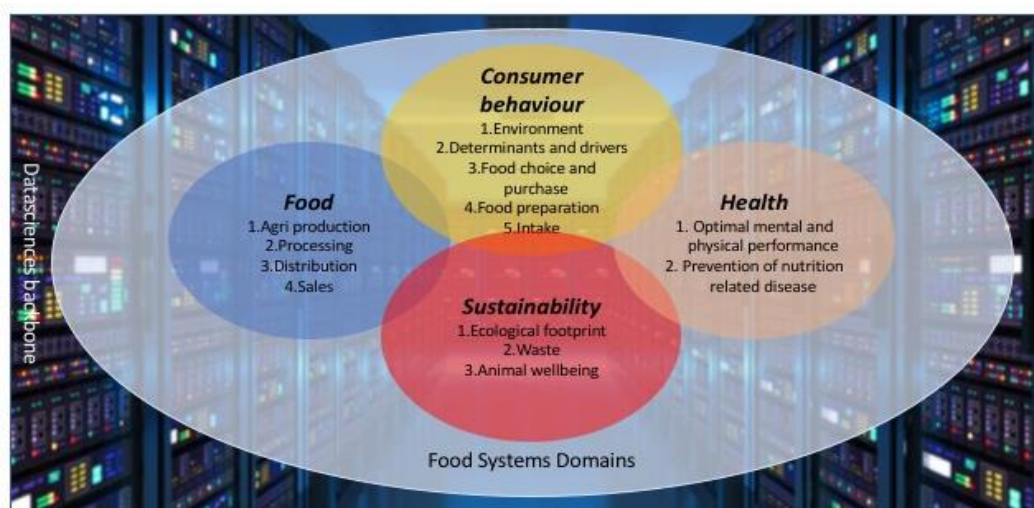 Datasciences backbone
Consumer
behaviour
1.Environment
2.Determinants and drivers
3.Food choice and
purchase
4.Food preparation
5.Intake
Food
1.Agri production
2.Processing
3.Distribution
4.Sales
Health
1. Optimal mental and
physical performance
2. Prevention of nutrition
related disease
Sustainability
1.Ecological footprint
2.Waste
3.Animal wellbeing
Food Systems Domains